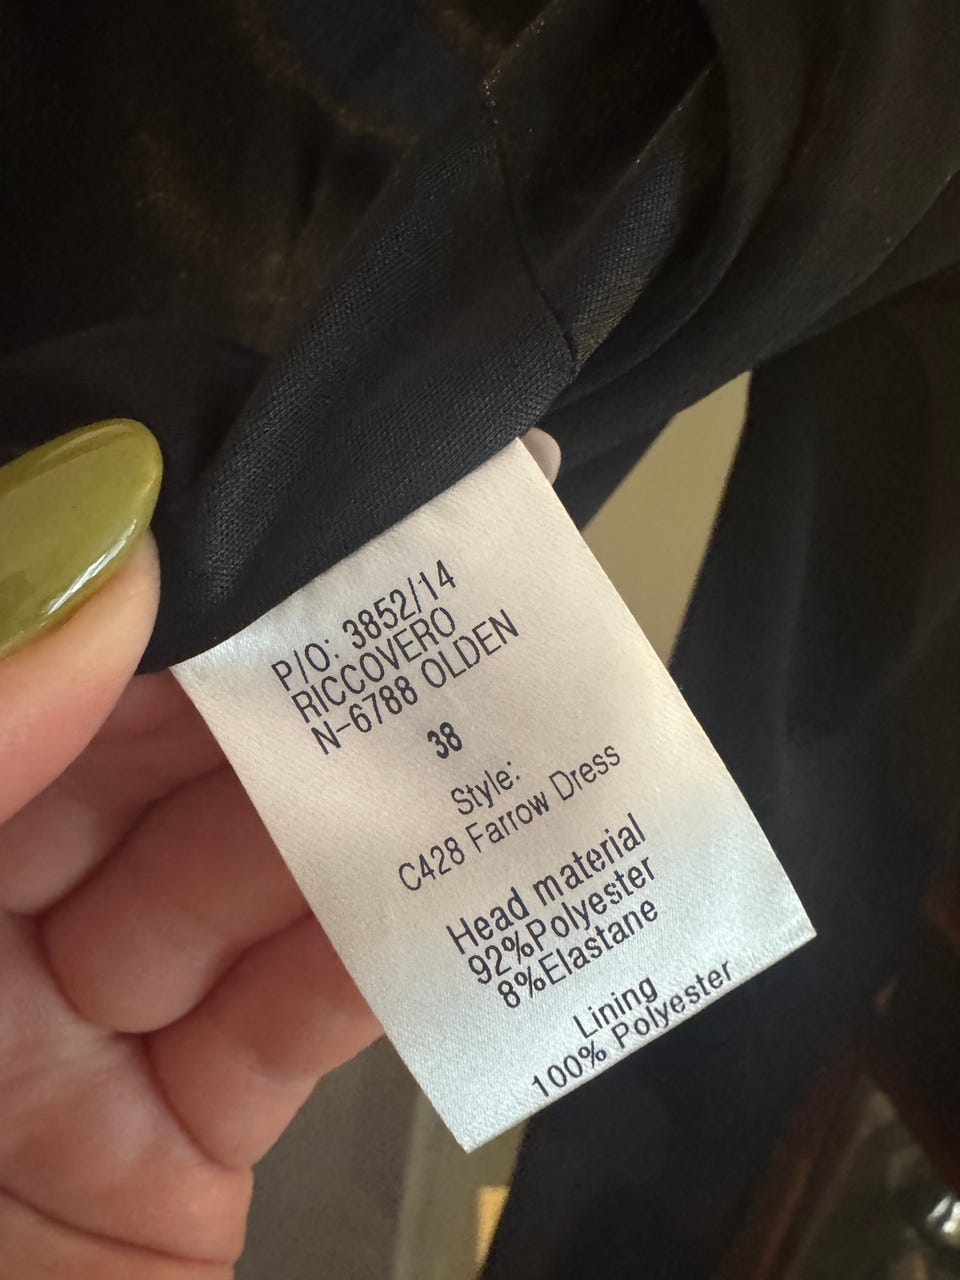 P/O: 3852/14
RICCOVERO
N-6788 OLDEN
38
Style:
C428 Farrow Dress
Head material
92%Polyester
8%Elastane
Lining
100% Polyester